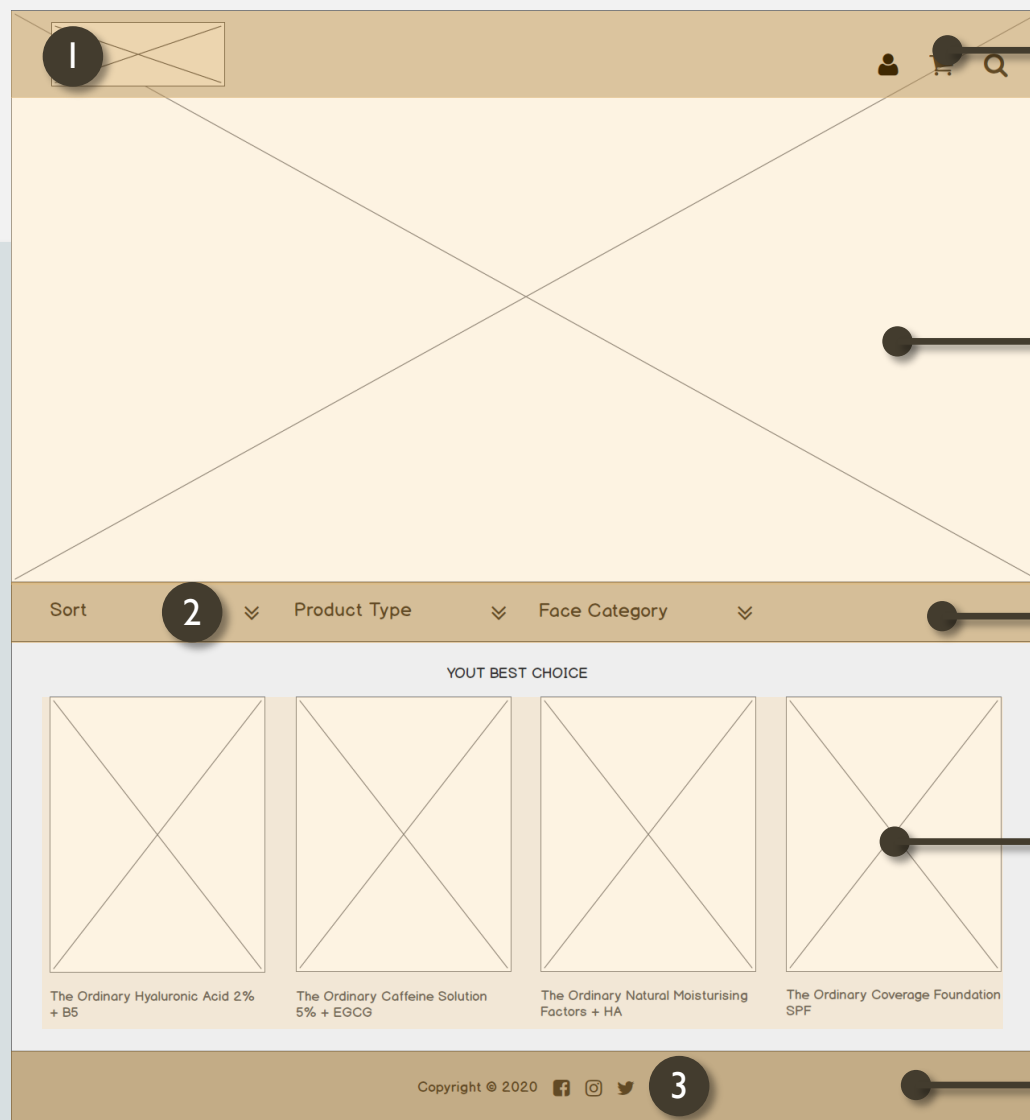 1
Sort
2
Product Type
Face Category
YOUT BEST CHOICE
The Ordinary Hyaluronic Acid 2%
+ B5
The Ordinary Caffeine Solution
5% + EGCG
The Ordinary Natural Moisturising
Factors + HA
The Ordinary Coverage Foundation
SPF
Copyright © 2020
3